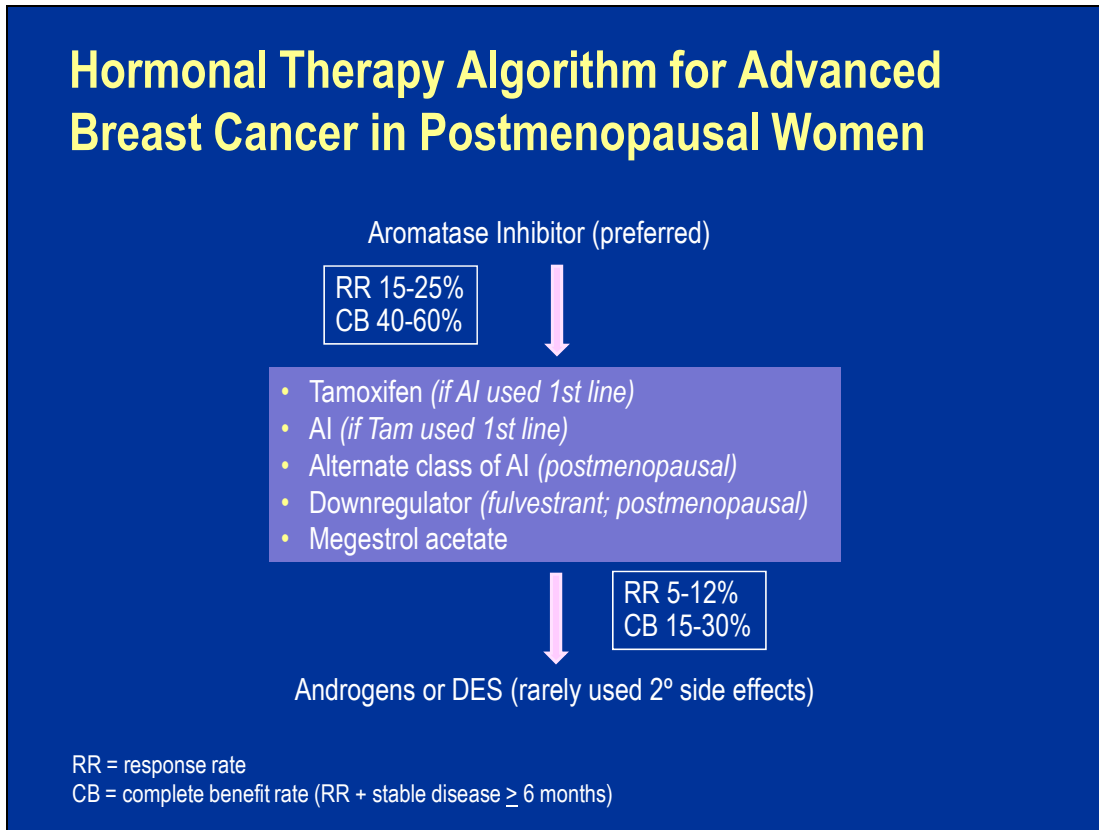 Hormonal Therapy Algorithm for Advanced
Breast Cancer in Postmenopausal Women
Aromatase Inhibitor (preferred)
RR 15-25%
CB 40-60%
• Tamoxifen (if AI used 1st line)
• AI (if Tam used 1st line)
• Alternate class of AI (postmenopausal)
• Downregulator (fulvestrant; postmenopausal)
• Megestrol acetate
RR 5-12%
CB 15-30%
Androgens or DES (rarely used 2º side effects)
RR = response rate
CB = complete benefit rate (RR + stable disease ≥ 6 months)